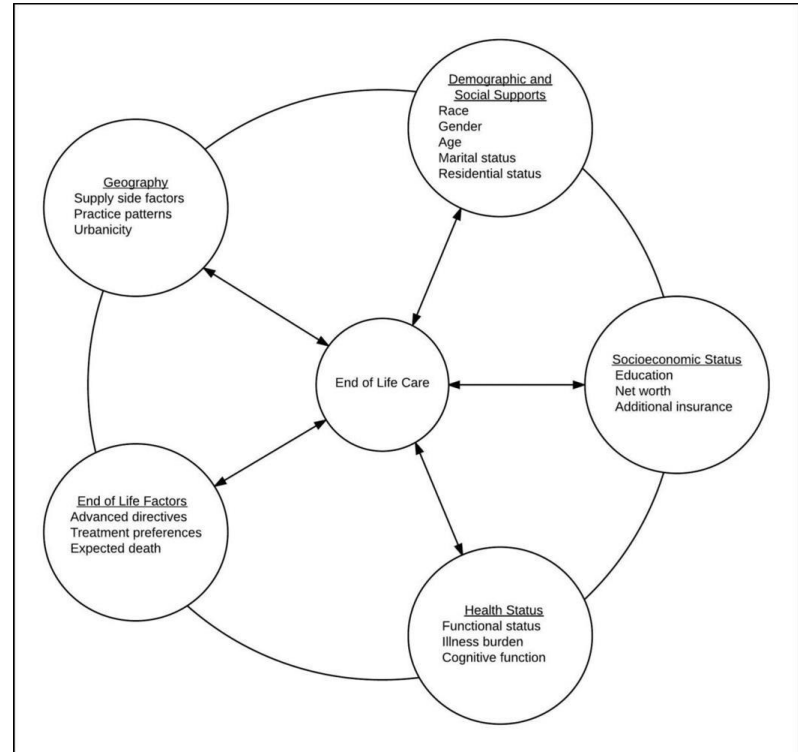 Demographic and
Social Supports
Race
Gender
Age
Marital status
Residential status
Geography
Supply side factors
Practice patterns
Urbanicity
End of Life Care
Socioeconomic Status
Education
Net worth
Additional insurance
End of Life Factors
Advanced directives
Treatment preferences
Expected death
Health Status
Functional status
Illness burden
Cognitive function